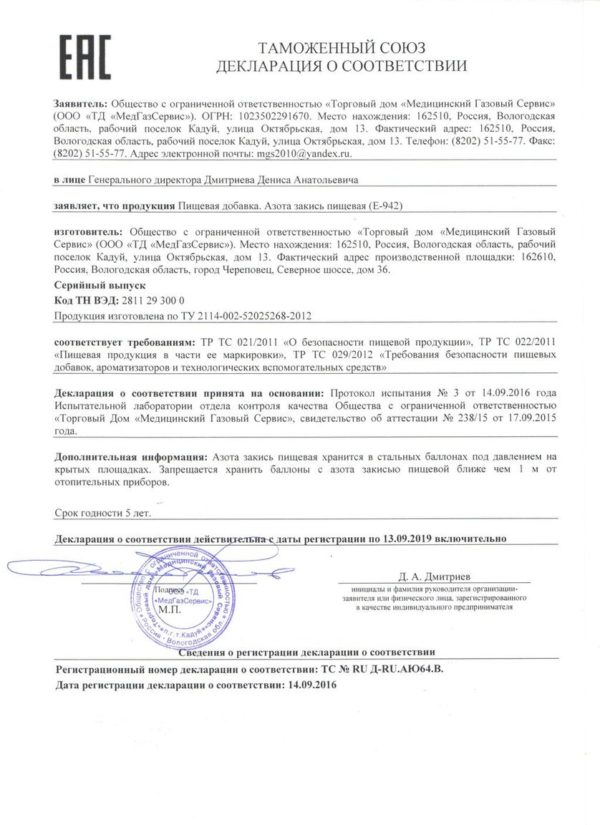 ЕАС
ТАМОЖЕННЫЙ СОЮЗ
ДЕКЛАРАЦИЯ О СООТВЕТСТВИИ
Заявитель: Общество с ограниченной ответственностью «Торговый дом «Медицинский Газовый Сервис»
(ООО «ТД «МедГазСервис»). ОГРН: 1023502291670. Место нахождения: 162510, Россия, Вологодская
область, рабочий поселок Кадуй, улица Октябрьская, дом 13. Фактический адрес: 162510, Россия,
Вологодская область, рабочий поселок Кадуй, улица Октябрьская, дом 13. Телефон: (8202) 51-55-77. Факс:
(8202) 51-55-77. Адрес электронной почты: mgs2010@yandex.ru.
в лице Генерального директора Дмитриева Дениса Анатольевича
заявляет, что продукция Пищевая добавка. Азота закись пищевая (Е-942)
изготовитель: Общество с ограниченной ответственностью «Торговый дом «Медицинский Газовый
Сервис» (ООО «ТД «МедГазСервис»). Место нахождения: 162510, Россия, Вологодская область, рабочий
поселок Кадуй, улица Октябрьская, дом 13. Фактический адрес производственной площадки: 162610,
Россия, Вологодская область, город Череповец, Северное шоссе, дом 36.
Серийный выпуск
Код ТН ВЭД: 2811 29 300 0
Продукция изготовлена по ТУ 2114-002-52025268-2012
соответствует требованиям: ТР ТС 021/2011 «О безопасности пищевой продукции», ТР ТС 022/2011
«Пищевая продукция в части ее маркировки», ТР ТС 029/2012 «Требования безопасности пищевых
добавок, ароматизаторов и технологических вспомогательных средств»
Декларация о соответствии принята на основании: Протокол испытания № 3 от 14.09.2016 года
Испытательной лаборатории отдела контроля качества Общества с ограниченной ответственностью
«Торговый Дом «Медицинский Газовый Сервис», свидетельство об аттестации № 238/15 от 17.09.2015
года.
Дополнительная информация: Азота закись пищевая хранится в стальных баллонах под давлением на
крытых площадках. Запрещается хранить баллоны с азота закисью пищевой ближе чем 1 м от
отопительных приборов.
Срок годности 5 лет.
Декларация о соответствии действительна с даты регистрации по 13.09.2019 включительно
Подпись
М.П.
ООО «ТД
«МедГазСервис»
Д. А. Дмитриев
инициалы и фамилия руководителя организации-
заявителя или физического лица, зарегистрированного
в качестве индивидуального предпринимателя
Сведения о регистрации декларации о соответствии
Регистрационный номер декларации о соответствии: ТС № RU Д-RU.АЮ64.В.
Дата регистрации декларации о соответствии: 14.09.2016